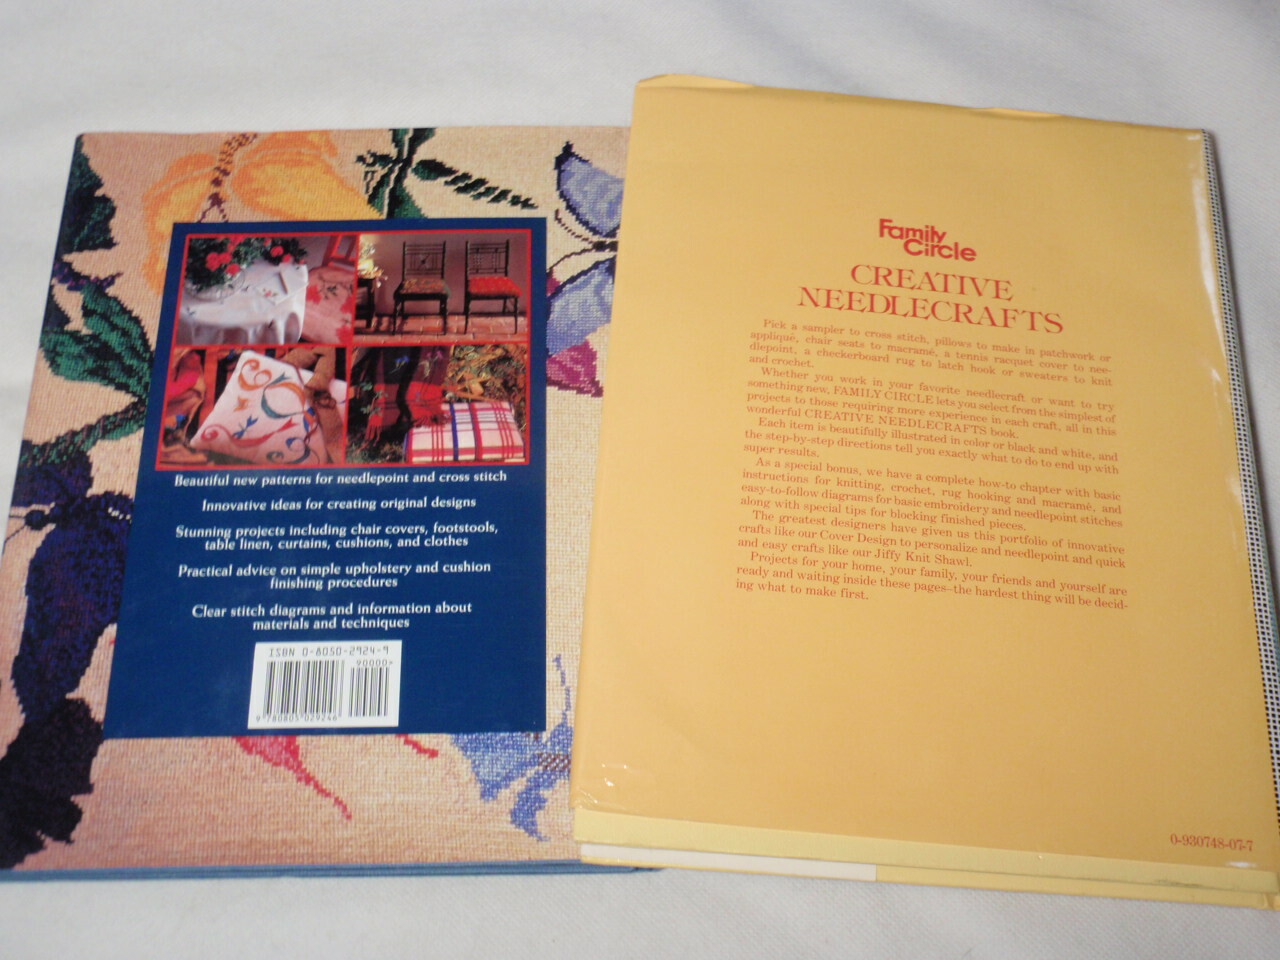 Beautiful new patterns for needlepoint and cross stitch
Innovative ideas for creating original designs
Stunning projects including chair covers, footstools,
table linen, curtains, cushions, and clothes
Practical advice on simple upholstery and cushion
finishing procedures
Clear stitch diagrams and information about
materials and techniques
ISBN 0-8050-2924-9
90000>
9 780805 029246
Family
Circle
CREATIVE
NEEDLECRAFTS
Pick a sampler to cross stitch, pillows to make in patchwork or
appliqué, chair seats to macramé, a tennis racquet cover to nee-
dlepoint, a checkerboard rug to latch hook or sweaters to knit
and crochet.
Whether you work in your favorite needlecraft or want to try
something new, FAMILY CIRCLE lets you select from the simplest of
projects to those requiring more experience in each craft, all in this
wonderful CREATIVE NEEDLECRAFTS book.
Each item is beautifully illustrated in color or black and white, and
the step-by-step directions tell you exactly what to do to end up with
super results.
As a special bonus, we have a complete how-to chapter with basic
instructions for knitting, crochet, rug hooking and macramé, and
easy-to-follow diagrams for basic embroidery and needlepoint stitches
along with special tips for blocking finished pieces.
The greatest designers have given us this portfolio of innovative
crafts like our Cover Design to personalize and needlepoint and quick
and easy crafts like our Jiffy Knit Shawl.
Projects for your home, your family, your friends and yourself are
ready and waiting inside these pages—the hardest thing will be decid-
ing what to make first.
0-930748-07-7